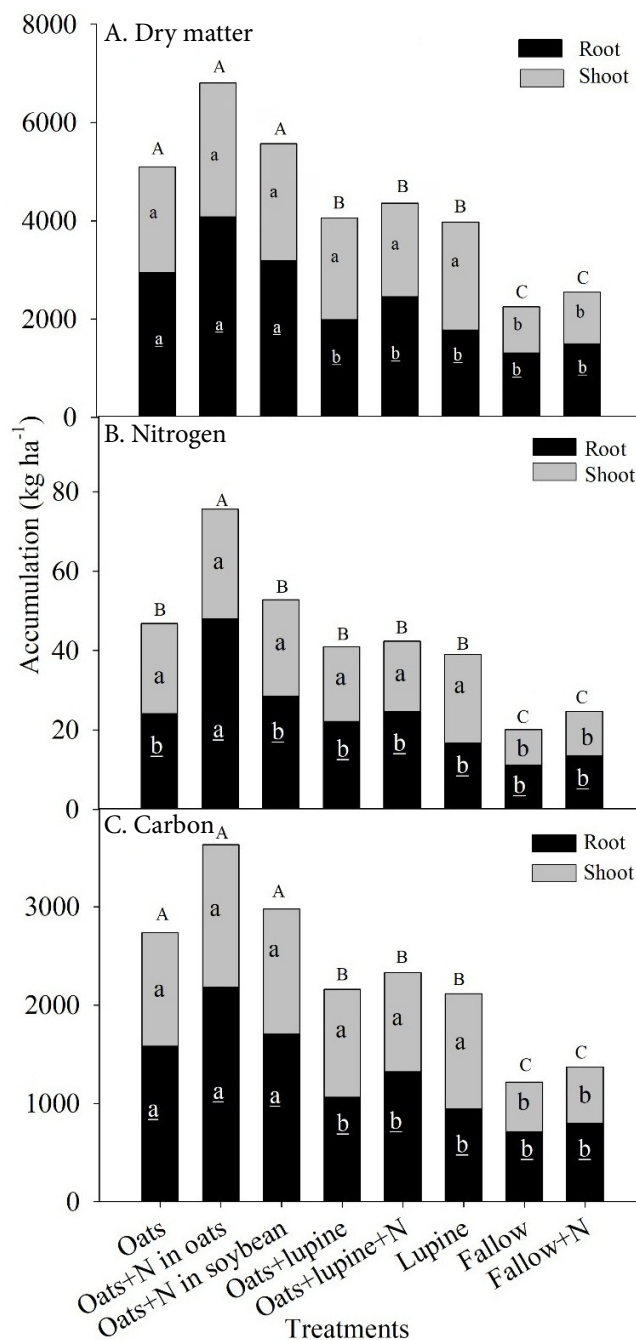 A. Dry matter
Root
Shoot
8000
6000
4000
2000
0
A
A
A
B
B
B
C
C
a
a
a
a
a
a
b
b
a
a
a
b
b
b
b
b
B. Nitrogen
Root
Shoot
80
60
40
20
0
B
A
B
B
B
B
C
C
a
a
a
a
a
a
b
b
b
a
b
b
b
b
b
b
C. Carbon
Root
Shoot
3000
2000
1000
0
A
A
A
B
B
B
C
C
a
a
a
a
a
a
b
b
a
a
a
b
b
b
b
b
Accumulation (kg ha⁻¹)
Oats
Oats+N in oats
Oats+N in soybean
Oats+lupine
Oats+lupine+N
Lupine
Fallow
Fallow+N
Treatments